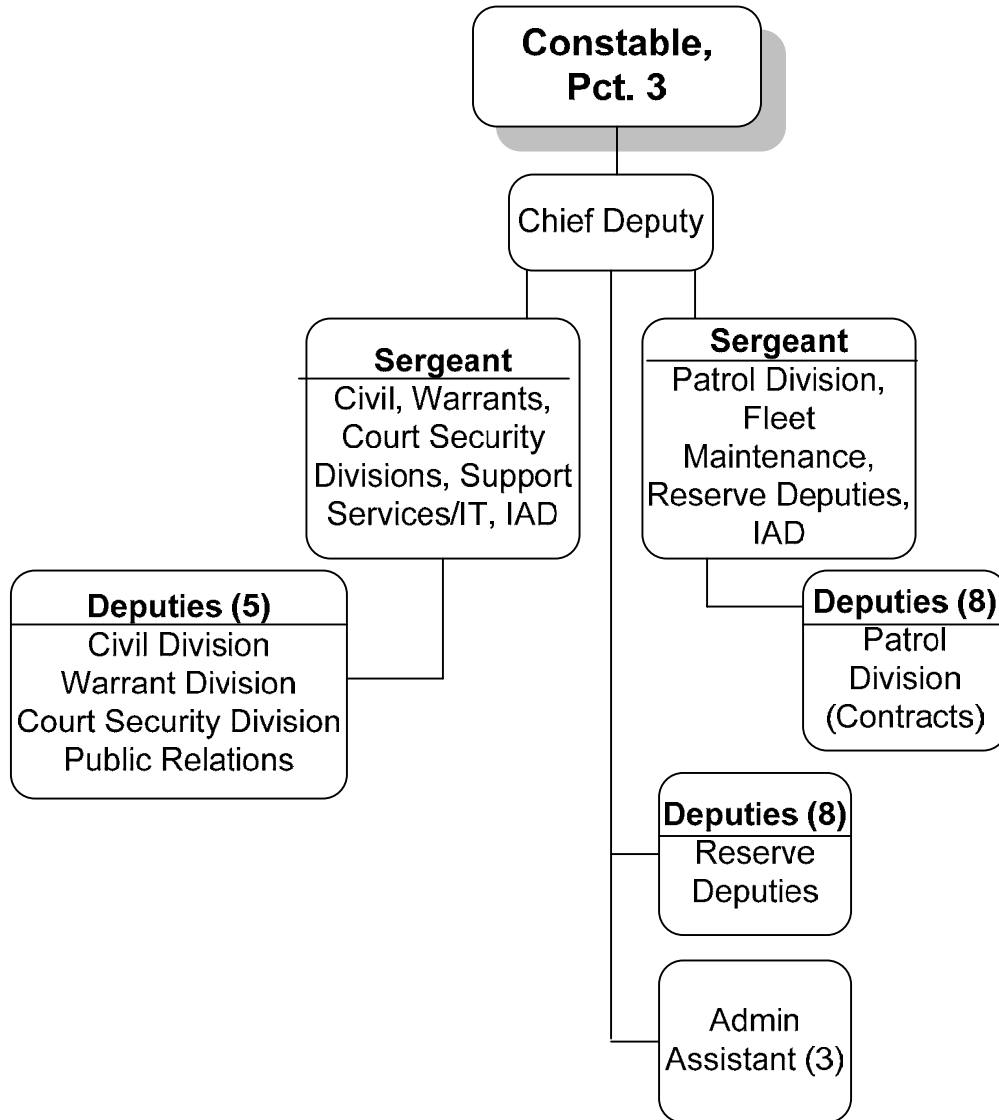 Constable,
Pct. 3
Chief Deputy
Sergeant
Civil, Warrants,
Court Security
Divisions, Support
Services/IT, IAD
Sergeant
Patrol Division,
Fleet
Maintenance,
Reserve Deputies,
IAD
Deputies (5)
Civil Division
Warrant Division
Court Security Division
Public Relations
Deputies (8)
Patrol
Division
(Contracts)
Deputies (8)
Reserve
Deputies
Admin
Assistant (3)